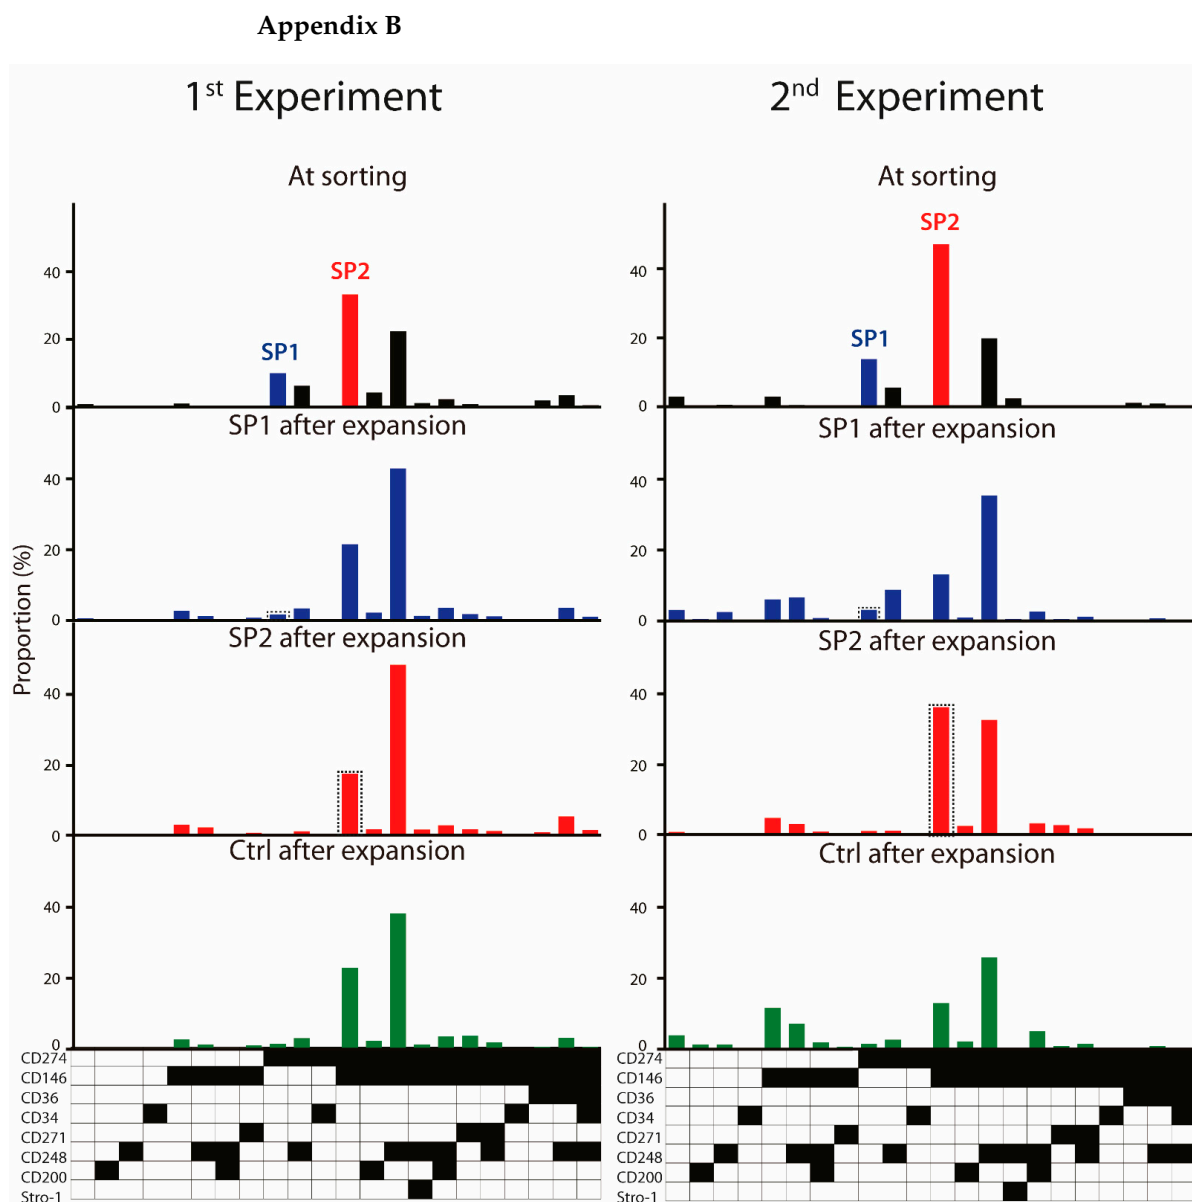 Appendix B
1st Experiment
2nd Experiment
At sorting
At sorting
SP2
SP1
40
20
0
SP2
SP1
40
20
0
SP1 after expansion
SP1 after expansion
40
20
0
40
20
0
Proportion (%)
SP2 after expansion
SP2 after expansion
40
20
0
40
20
0
Ctrl after expansion
Ctrl after expansion
40
20
0
40
20
0
CD274
CD146
CD36
CD34
CD271
CD248
CD200
Stro-1
CD274
CD146
CD36
CD34
CD271
CD248
CD200
Stro-1